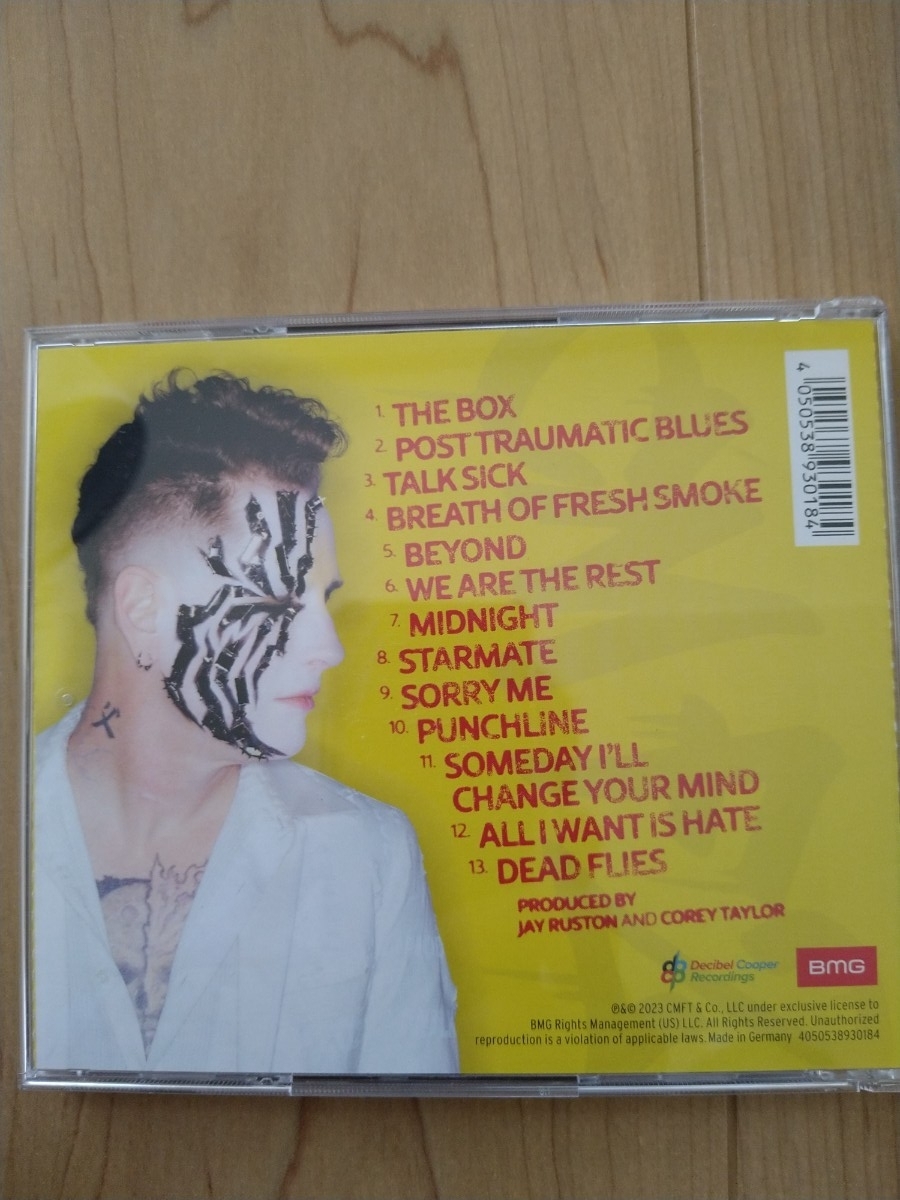 1. THE BOX
2. POST TRAUMATIC BLUES
3. TALK SICK
4. BREATH OF FRESH SMOKE
5. BEYOND
6. WE ARE THE REST
7. MIDNIGHT
8. STARMATE
9. SORRY ME
10. PUNCHLINE
11. SOMEDAY I'LL
CHANGE YOUR MIND
12. ALL I WANT IS HATE
13. DEAD FLIES
PRODUCED BY
JAY RUSTON AND COREY TAYLOR
4 050538 930184
Decibel Cooper
Recordings
BMG
℗&© 2023 CMFT & Co., LLC under exclusive license to
BMG Rights Management (US) LLC. All Rights Reserved. Unauthorized
reproduction is a violation of applicable laws. Made in Germany 4050538930184